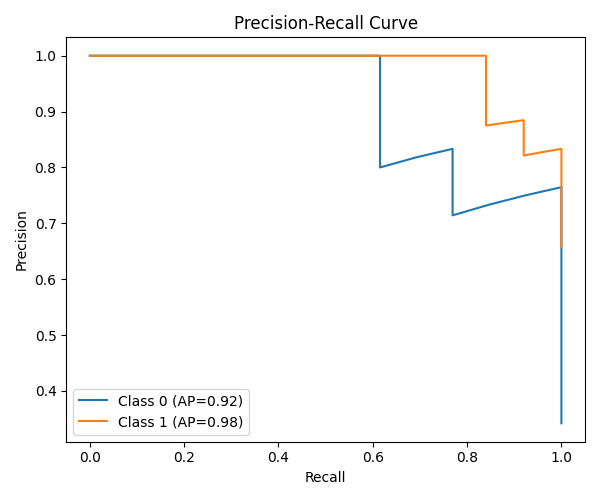 Precision-Recall Curve
1.0
0.9
0.8
0.7
0.6
0.5
0.4
Precision
Class 0 (AP=0.92)
Class 1 (AP=0.98)
0.0 0.2 0.4 0.6 0.8 1.0
Recall